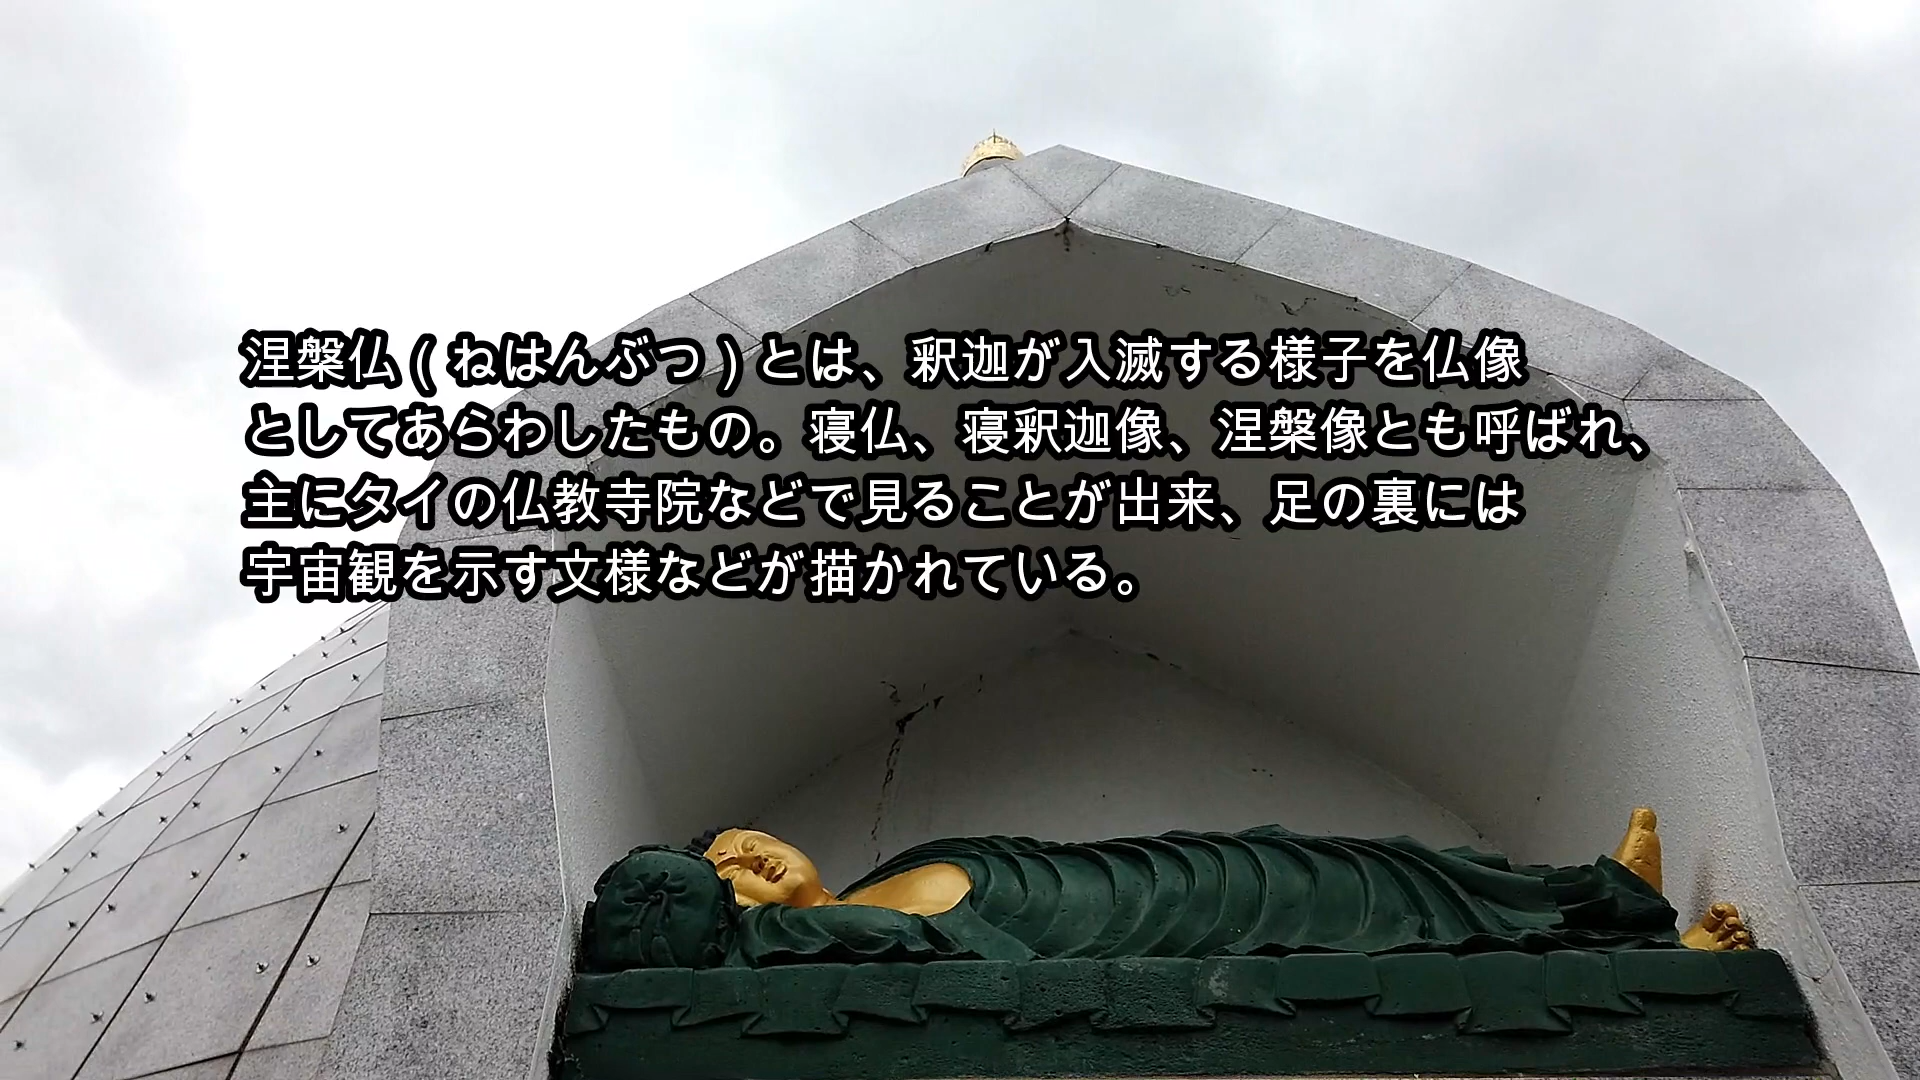 涅槃仏(ねはんぶつ)とは、釈迦が入滅する様子を仏像
としてあらわしたもの。寝仏、寝釈迦像、涅槃像とも呼ばれ、
主にタイの仏教寺院などで見ることが出来、足の裏には
宇宙観を示す文様などが描かれている。